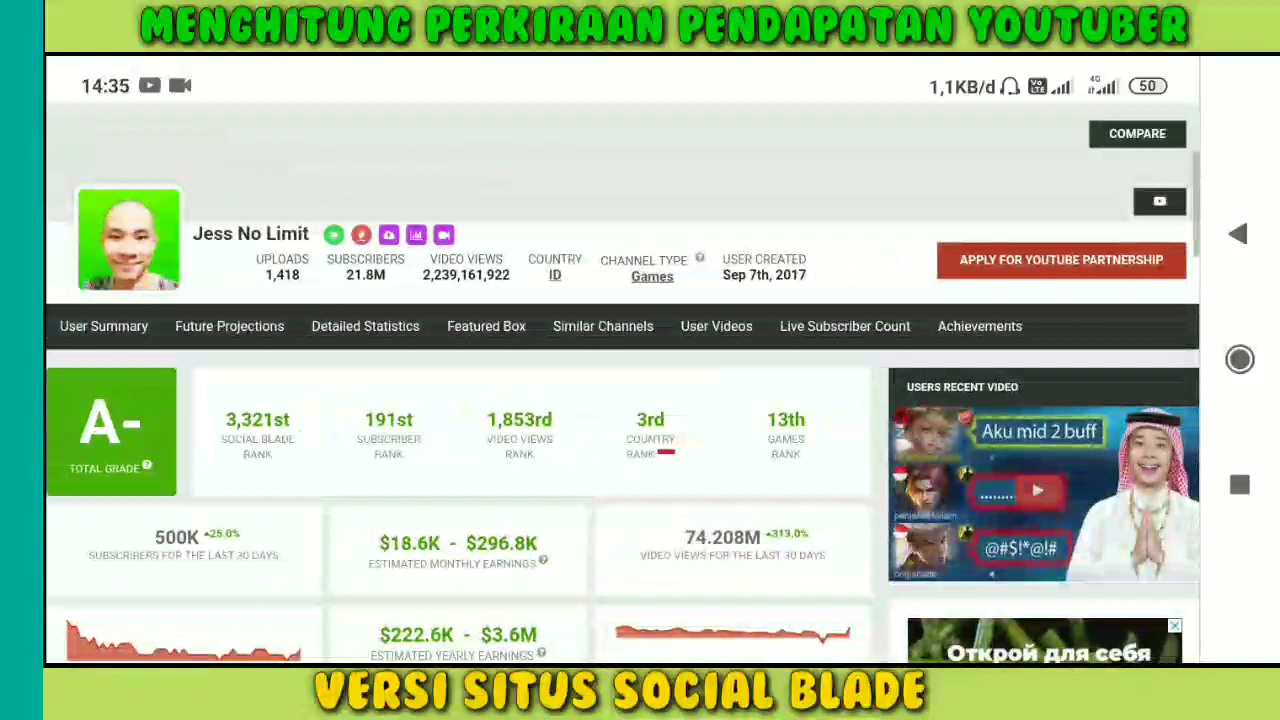 MENGHITUNG PERKIRAAN PENDAPATAN YOUTUBER
14:35
1,1KB/d
Vo LTE
4G
50
COMPARE
Jess No Limit
UPLOADS SUBSCRIBERS VIDEO VIEWS COUNTRY CHANNEL TYPE ? USER CREATED
1,418 21.8M 2,239,161,922 ID Games Sep 7th, 2017
APPLY FOR YOUTUBE PARTNERSHIP
User Summary Future Projections Detailed Statistics Featured Box Similar Channels User Videos Live Subscriber Count Achievements
A-
TOTAL GRADE ?
3,321st 191st 1,853rd 3rd 13th
SOCIAL BLADE SUBSCRIBER VIDEO VIEWS COUNTRY GAMES
RANK RANK RANK RANK RANK
USERS RECENT VIDEO
Aku mid 2 buff
........
@#$!*@!#
500K +25.0%
SUBSCRIBERS FOR THE LAST 30 DAYS
$18.6K - $296.8K
ESTIMATED MONTHLY EARNINGS ?
74.208M +313.0%
VIDEO VIEWS FOR THE LAST 30 DAYS
$222.6K - $3.6M
ESTIMATED YEARLY EARNINGS ?
Открой для себя
VERSI SITUS SOCIAL BLADE